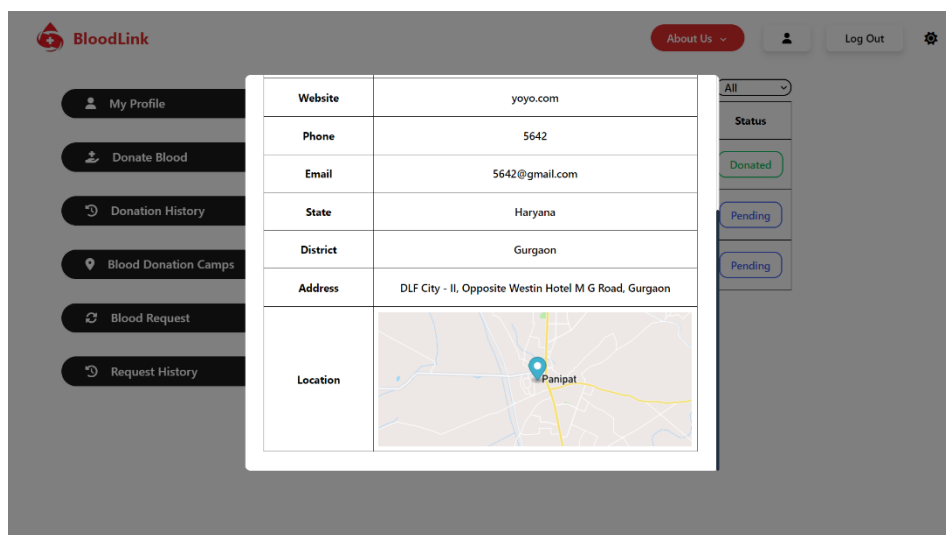 BloodLink
About Us
Log Out
My Profile
Donate Blood
Donation History
Blood Donation Camps
Blood Request
Request History
Website yoyo.com
Phone 5642
Email 5642@gmail.com
State Haryana
District Gurgaon
Address DLF City - II, Opposite Westin Hotel M G Road, Gurgaon
Location
Panipat
All
Status
Donated
Pending
Pending